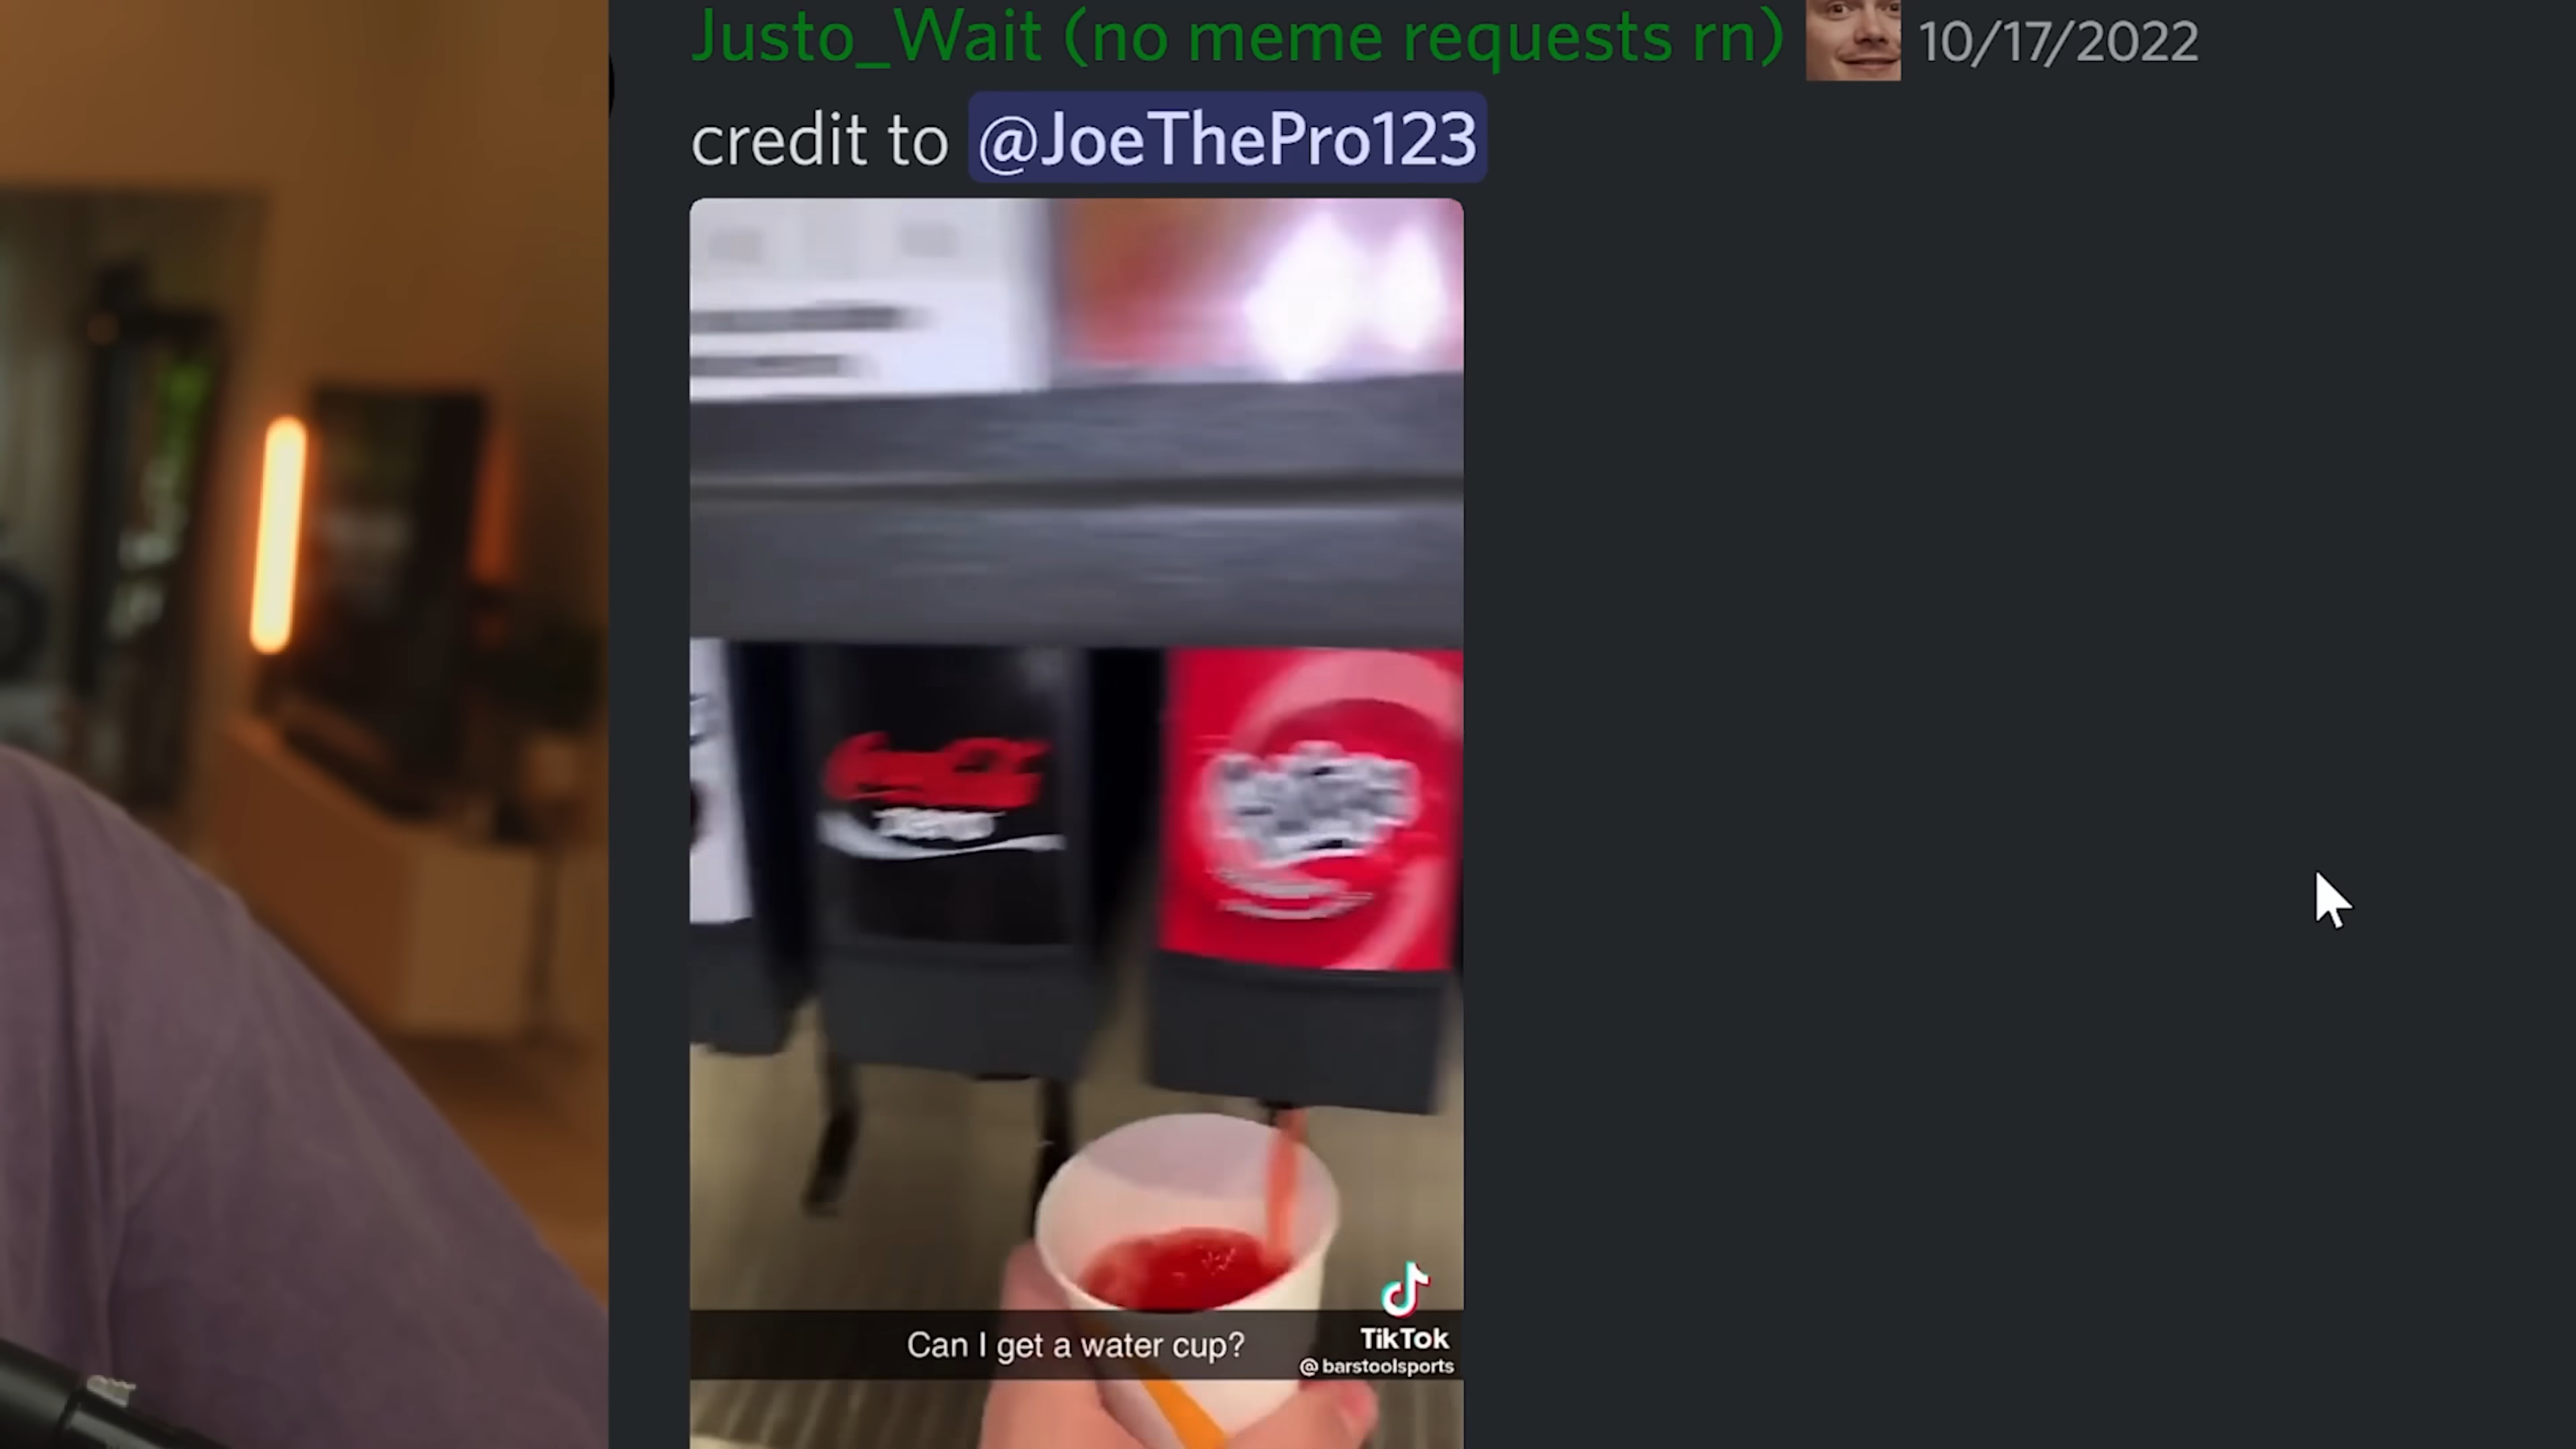 Justo_Wait (no meme requests rn) 10/17/2022
credit to @JoeThePro123
Can I get a water cup?
TikTok
@barstoolsports